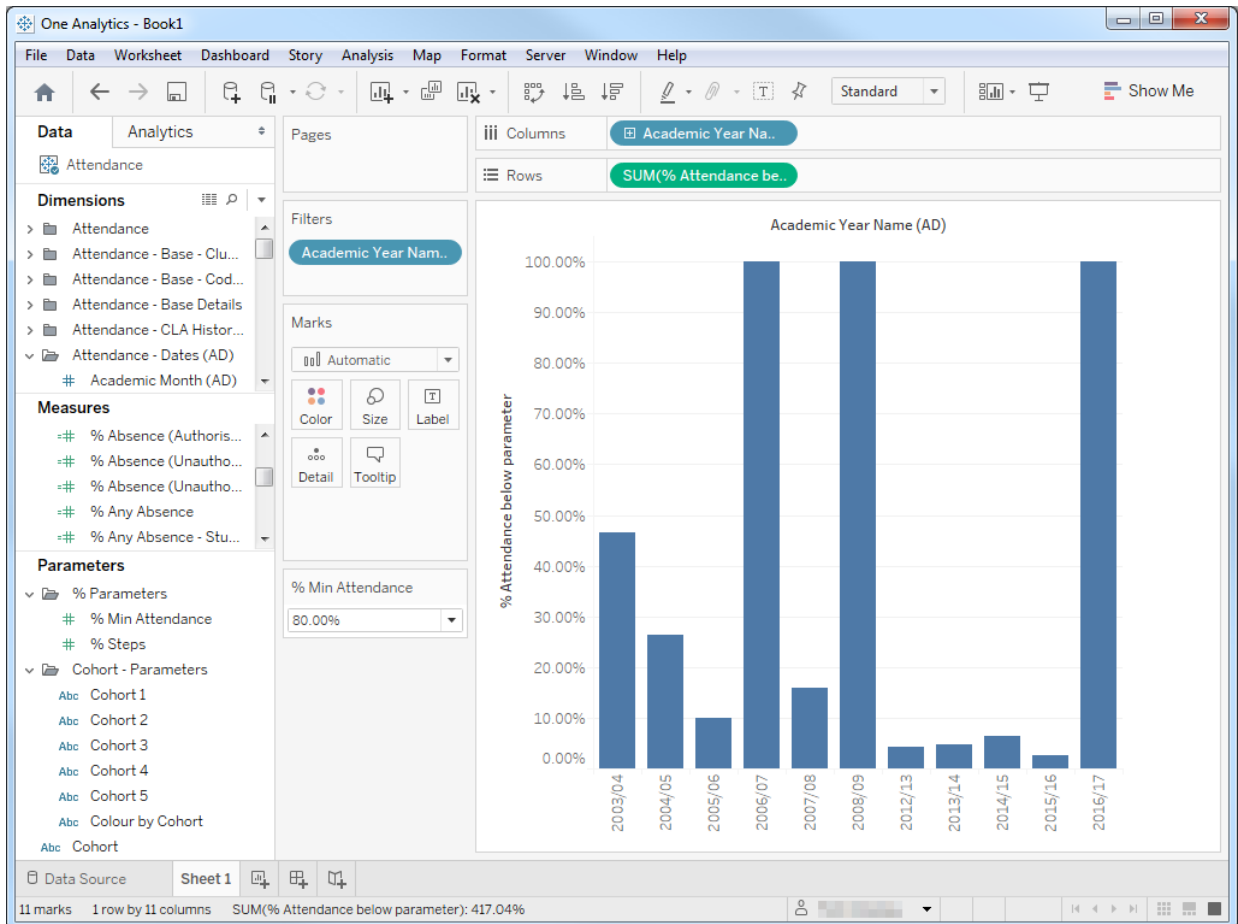 One Analytics - Book1
File Data Worksheet Dashboard Story Analysis Map Format Server Window Help
Standard
Show Me
Data
Analytics
Attendance
Dimensions
Attendance
Attendance - Base - Clu...
Attendance - Base - Cod...
Attendance - Base Details
Attendance - CLA Histor...
Attendance - Dates (AD)
# Academic Month (AD)
Measures
=# % Absence (Authoris...
=# % Absence (Unautho...
=# % Absence (Unautho...
=# % Any Absence
=# % Any Absence - Stu...
Parameters
% Parameters
# % Min Attendance
# % Steps
Cohort - Parameters
Abc Cohort 1
Abc Cohort 2
Abc Cohort 3
Abc Cohort 4
Abc Cohort 5
Abc Colour by Cohort
Abc Cohort
Pages
Filters
Academic Year Nam..
Marks
Automatic
Color
Size
T
Label
Detail
Tooltip
% Min Attendance
80.00%
Columns
Academic Year Na..
Rows
SUM(% Attendance be..
Academic Year Name (AD)
% Attendance below parameter
100.00%
90.00%
80.00%
70.00%
60.00%
50.00%
40.00%
30.00%
20.00%
10.00%
0.00%
2003/04
2004/05
2005/06
2006/07
2007/08
2008/09
2012/13
2013/14
2014/15
2015/16
2016/17
Data Source
Sheet 1
11 marks 1 row by 11 columns SUM(% Attendance below parameter): 417.04%